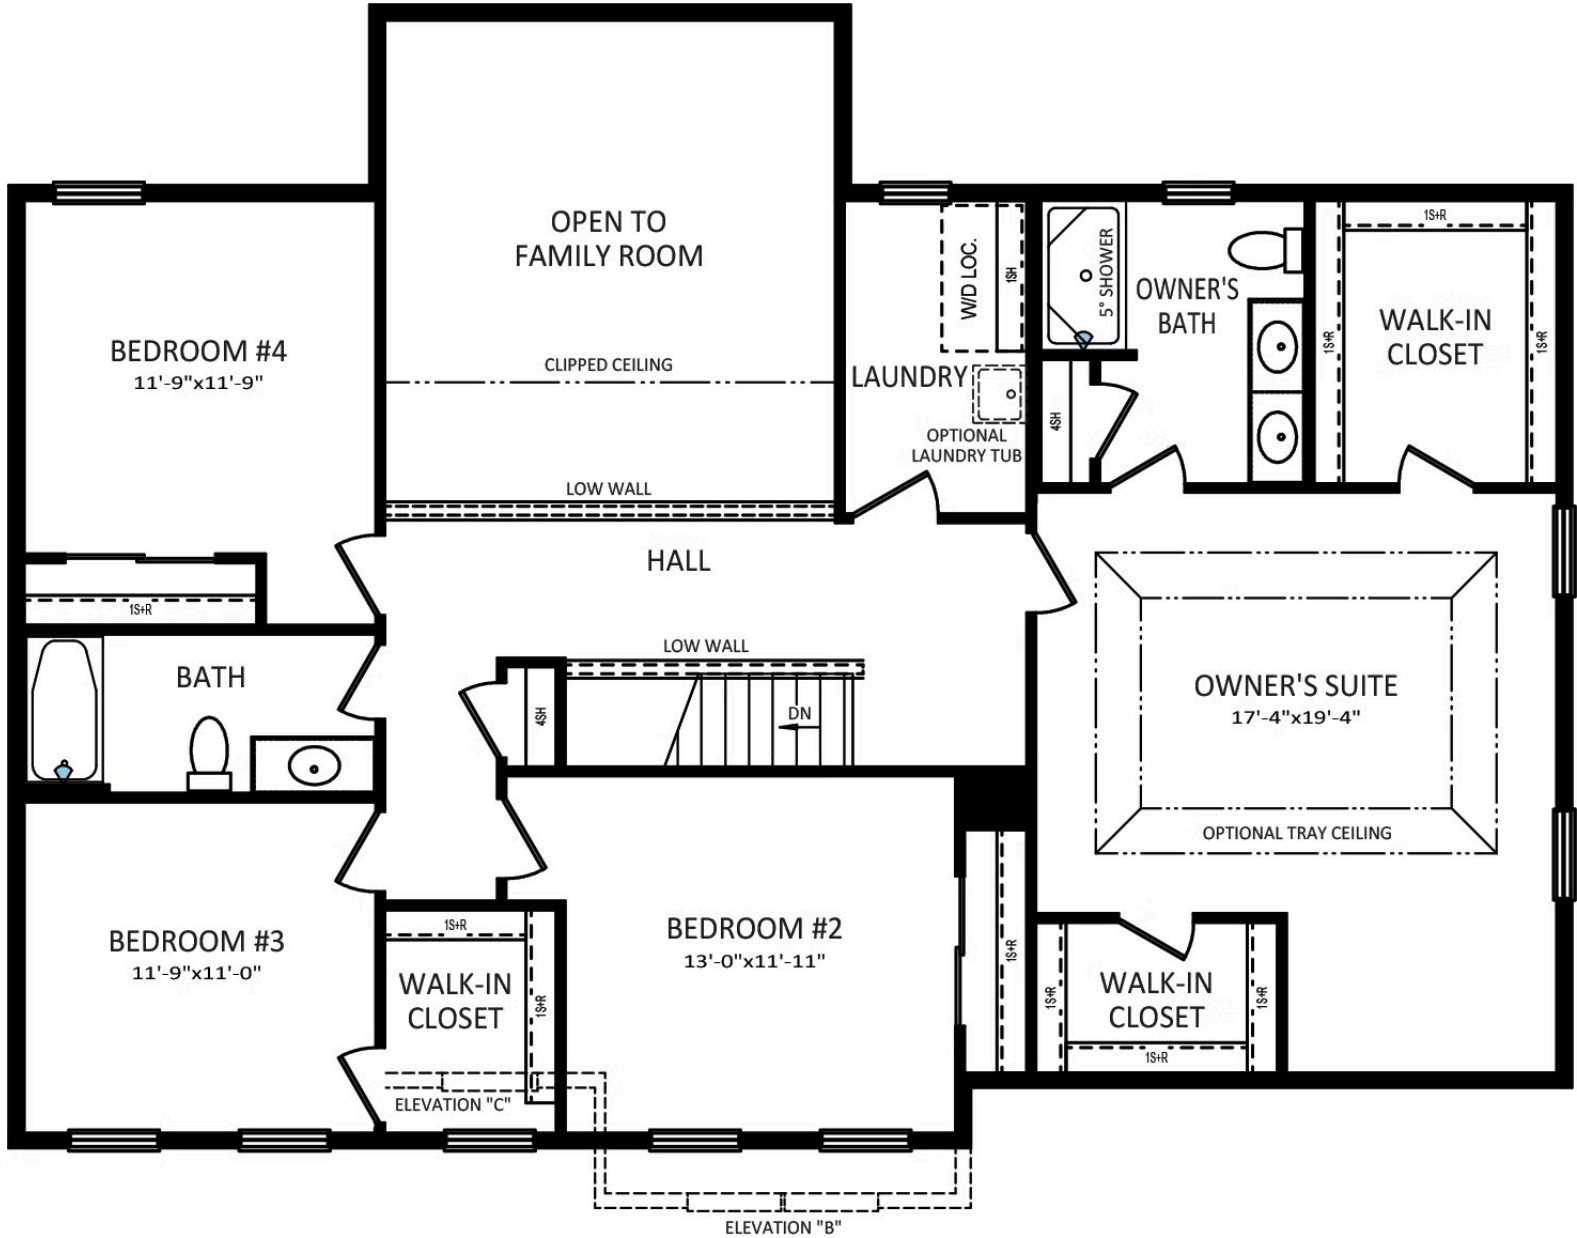 OPEN TO
FAMILY ROOM
CLIPPED CEILING
LOW WALL
BEDROOM #4
11'-9"x11'-9"
1S+R
W/D LOC.
1SH
LAUNDRY
OPTIONAL
LAUNDRY TUB
5° SHOWER
OWNER'S
BATH
4SH
1S+R
1S+R
1S+R
WALK-IN
CLOSET
HALL
LOW WALL
DN
4SH
BATH
OWNER'S SUITE
17'-4"x19'-4"
OPTIONAL TRAY CEILING
BEDROOM #3
11'-9"x11'-0"
1S+R
1S+R
WALK-IN
CLOSET
ELEVATION "C"
BEDROOM #2
13'-0"x11'-11"
1S+R
1S+R
WALK-IN
CLOSET
1S+R
1S+R
ELEVATION "B"